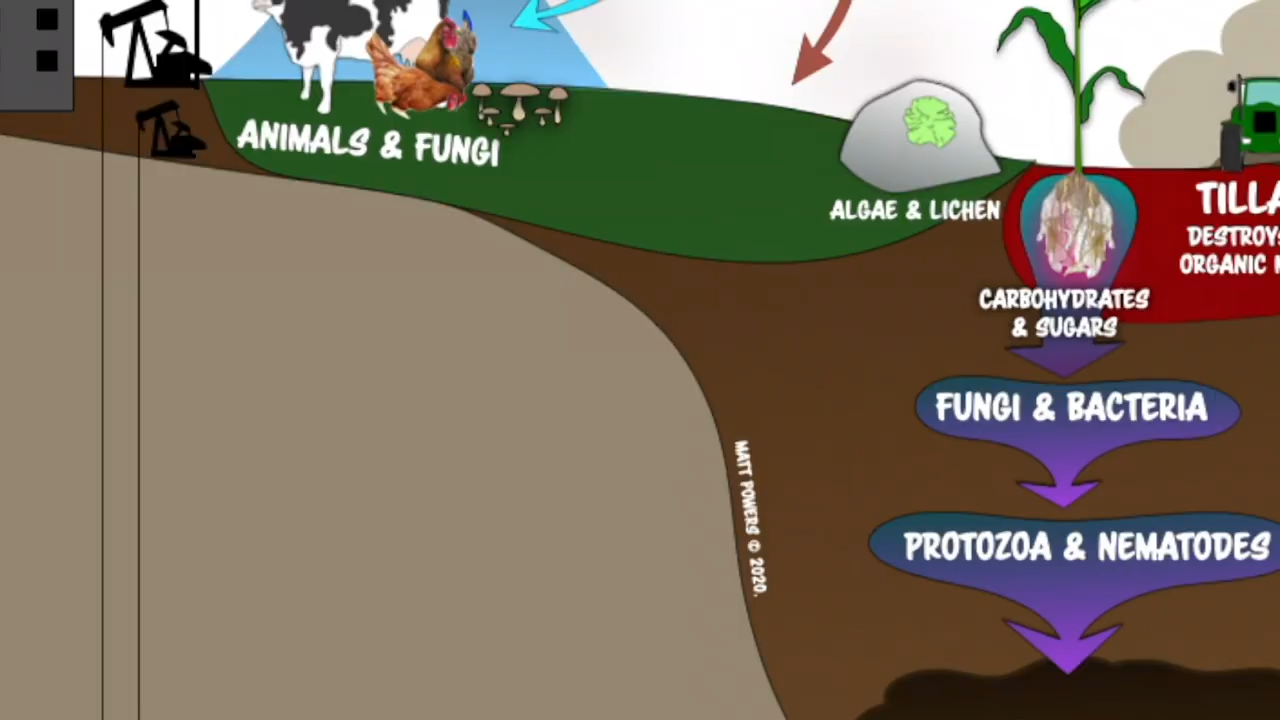 ANIMALS & FUNGI
ALGAE & LICHEN
TILLA
DESTROYS
ORGANIC
CARBOHYDRATES
& SUGARS
FUNGI & BACTERIA
MATT POWERS © 2020.
PROTOZOA & NEMATODES